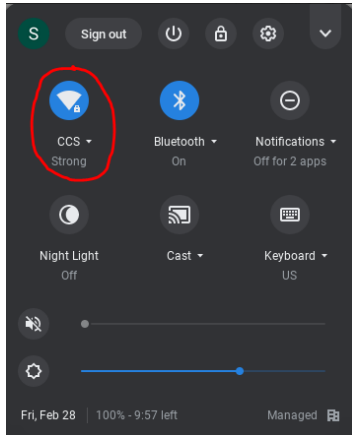 S Sign out
CCS Bluetooth Notifications
Strong On Off for 2 apps
Night Light Cast Keyboard
Off US
Fri, Feb 28 100% - 9:57 left Managed